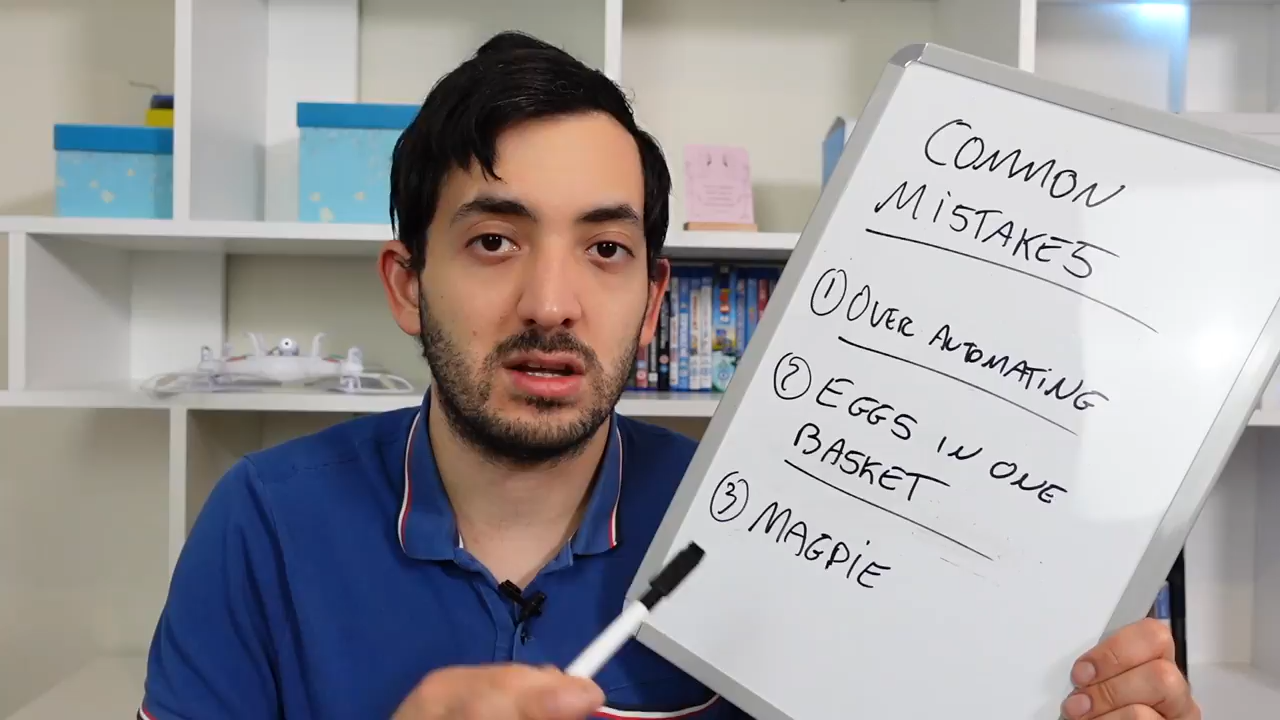 COMMON
MISTAKES
① OVER AUTOMATING
② EGGS IN ONE
BASKET
③ MAGPIE